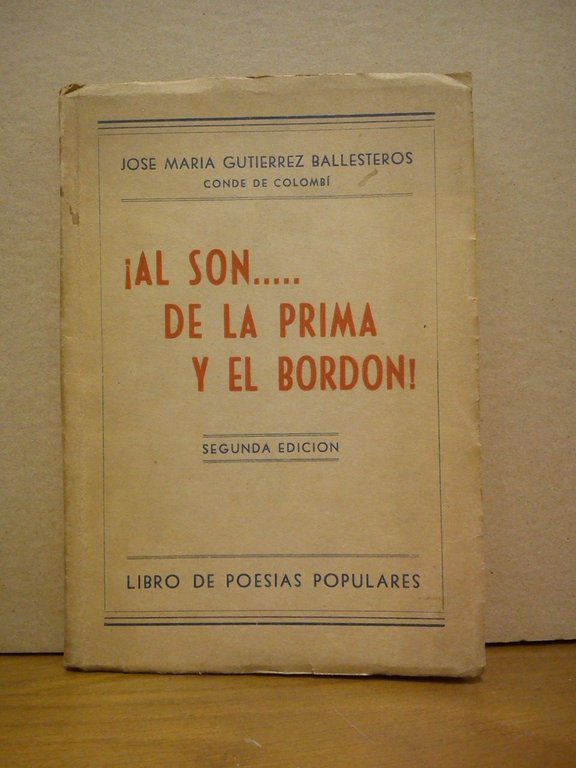 JOSE MARIA GUTIERREZ BALLESTEROS
CONDE DE COLOMBÍ
¡AL SON.....
DE LA PRIMA
Y EL BORDON!
SEGUNDA EDICION
LIBRO DE POESIAS POPULARES